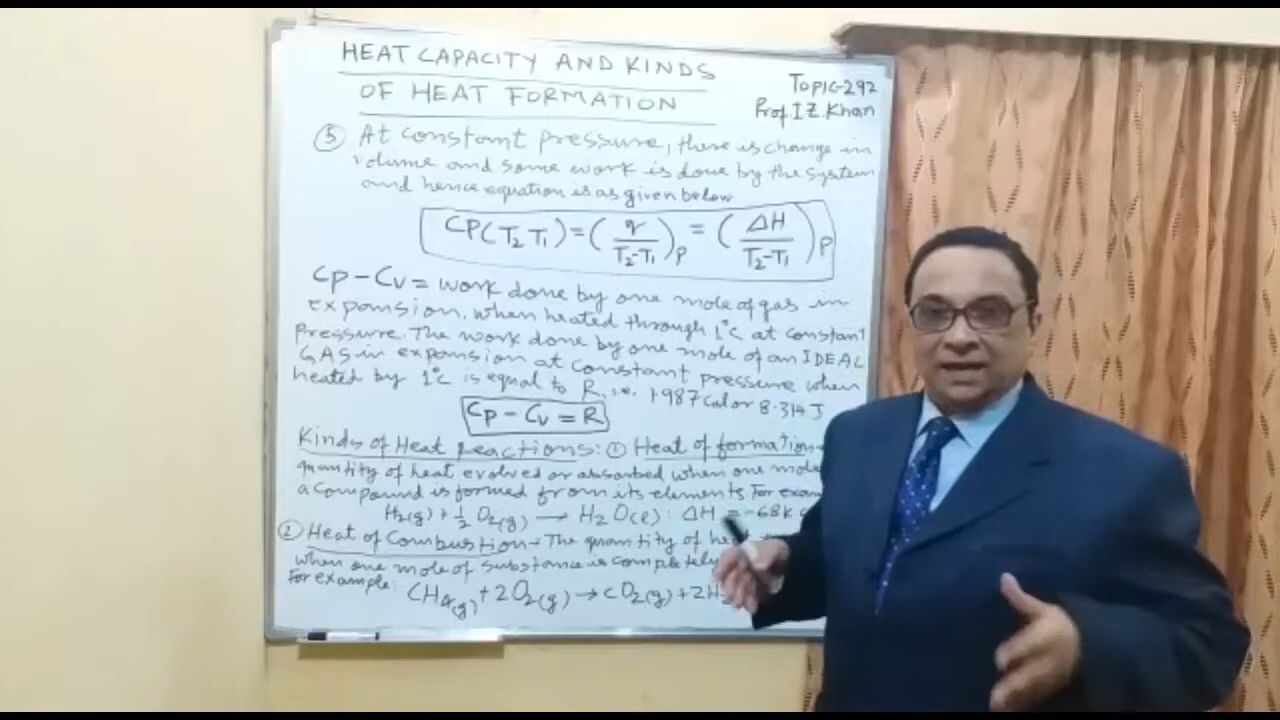 HEAT CAPACITY AND KINDS
OF HEAT FORMATION
TOPIC-292
Prof. I Z. Khan
③ At constant pressure, there is change in
volume and some work is done by the system
and hence equation is as given below
CP(T₂ T₁) = (q/T₂-T₁)p = (ΔH/T₂-T₁)p
Cp - Cv = work done by one mole of gas in
expansion, when heated through 1°C at constant
Pressure. The work done by one mole of an IDEAL
GAS in expansion at constant pressure when
heated by 1°C is equal to R, i.e. 1.987 Cal or 8.314 J
Cp - Cv = R
Kinds of Heat Reactions: ① Heat of formation-
quantity of heat evolved or absorbed when one mole
a compound is formed from its elements. For exam
H₂(g) + ½ O₂(g) → H₂O(l): ΔH = -68 K
② Heat of Combustion - The quantity of heat
when one mole of substance is completely
For example: CH₄(g) + 2O₂(g) → CO₂(g) + 2H₂